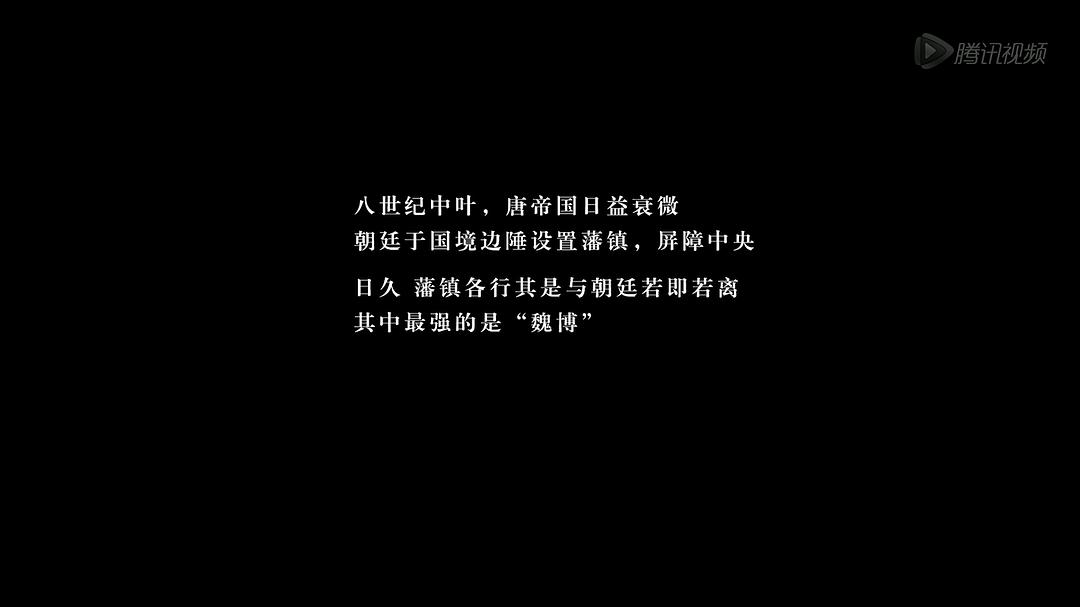 腾讯视频
八世纪中叶，唐帝国日益衰微
朝廷于国境边陲设置藩镇，屏障中央
日久 藩镇各行其是与朝廷若即若离
其中最强的是“魏博”